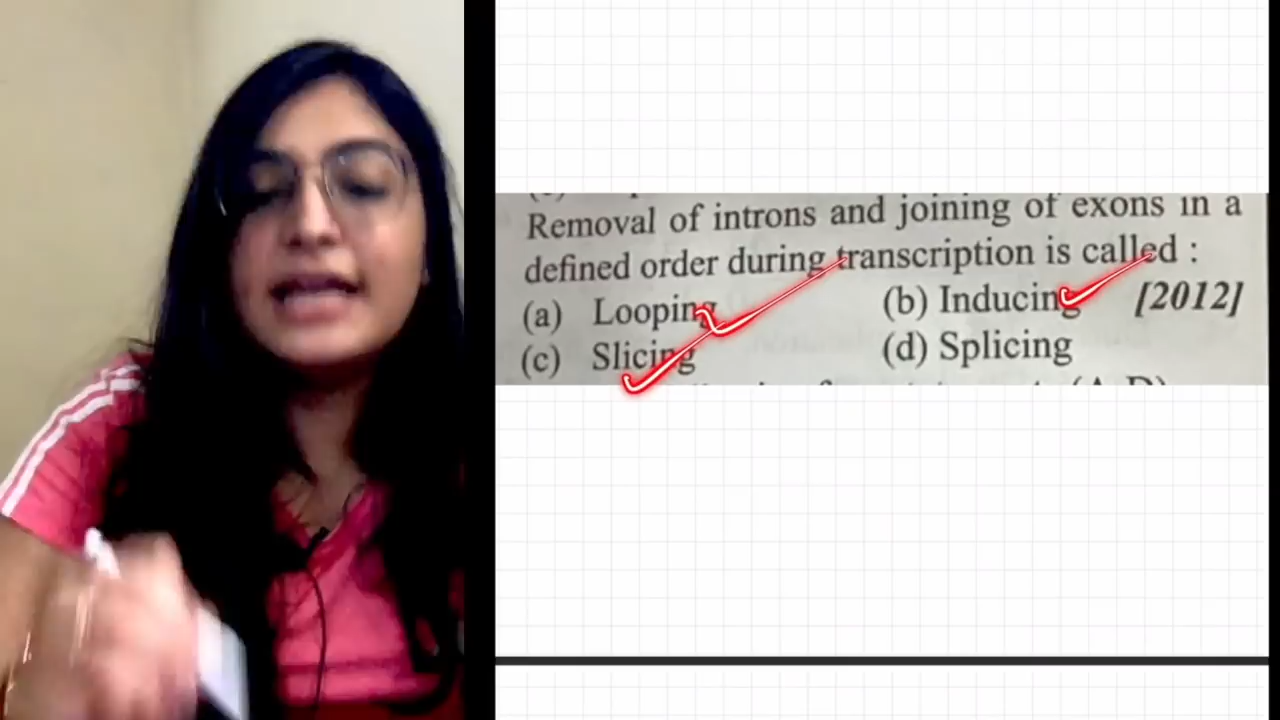 Removal of introns and joining of exons in a
defined order during transcription is called :
(a) Looping (b) Inducing [2012]
(c) Slicing (d) Splicing